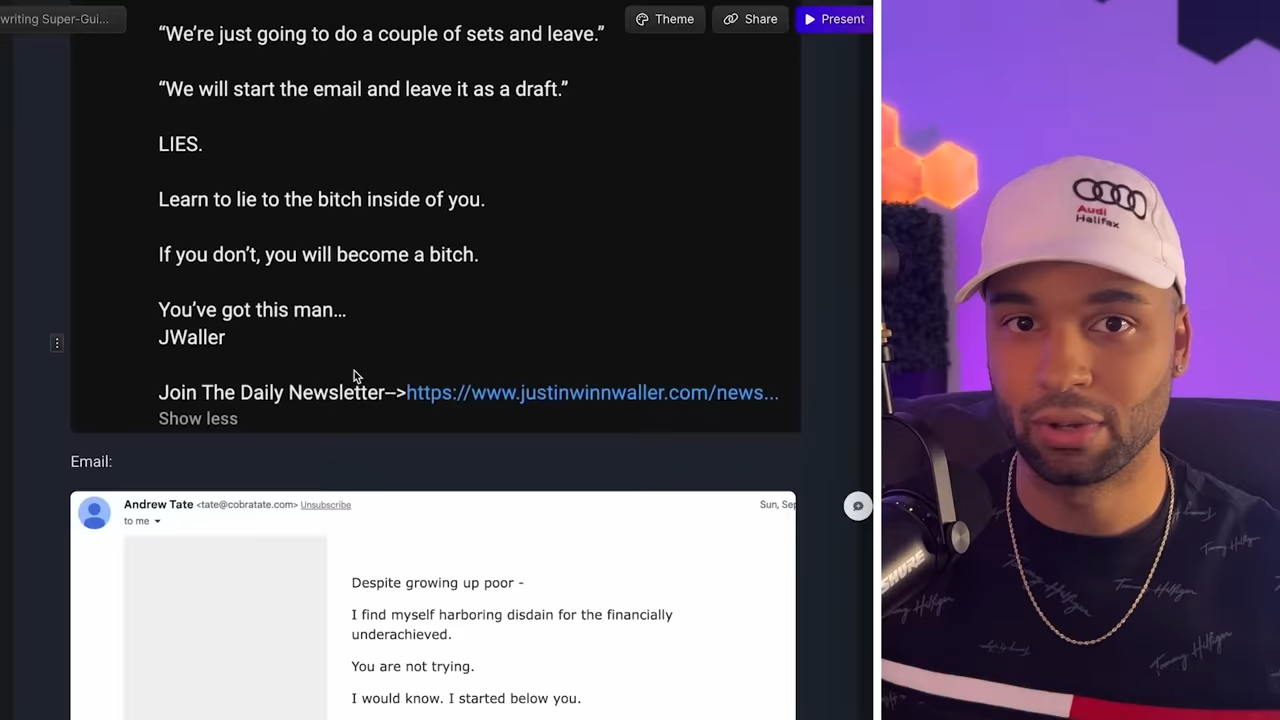 writing Super-Gui...
Theme
Share
Present
“We’re just going to do a couple of sets and leave.”
“We will start the email and leave it as a draft.”
LIES.
Learn to lie to the bitch inside of you.
If you don’t, you will become a bitch.
You’ve got this man…
JWaller
Join The Daily Newsletter–>https://www.justinwinnwaller.com/news...
Show less
Email:
Andrew Tate <tate@cobratate.com> Unsubscribe
Sun, Sep
to me
Despite growing up poor -
I find myself harboring disdain for the financially
underachieved.
You are not trying.
I would know. I started below you.
Audi
Halifax
SHURE
Tommy Hilfiger